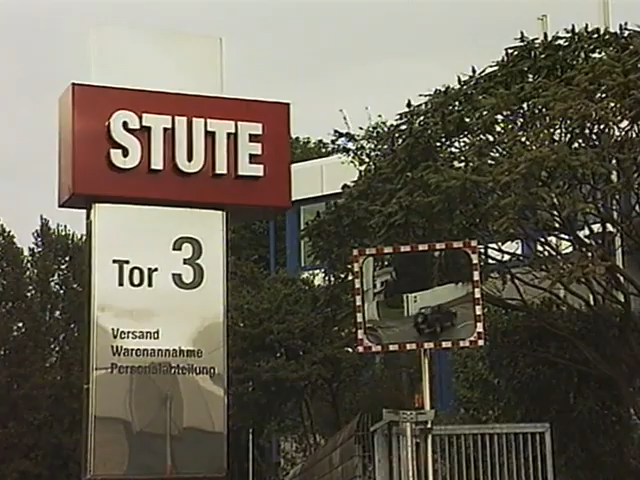 STUTE
Tor 3
Versand
Warenannahme
Personalabteilung